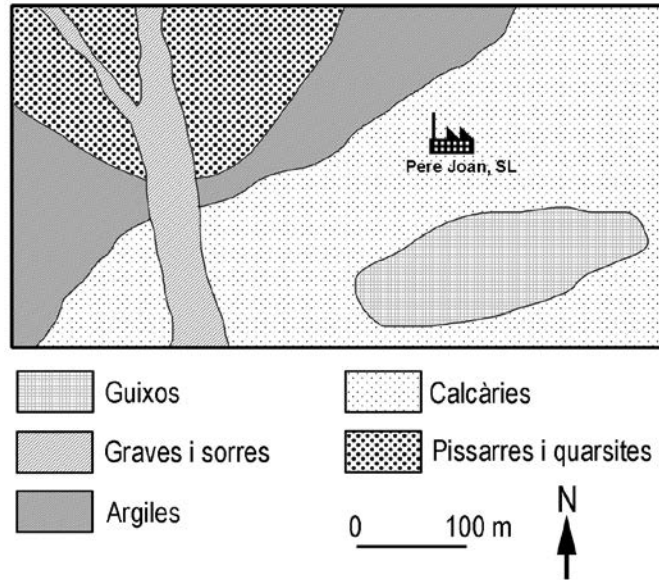 Pere Joan, SL
Guixos
Calcàries
Graves i sorres
Pissarres i quarsites
Argiles
0 100 m
N